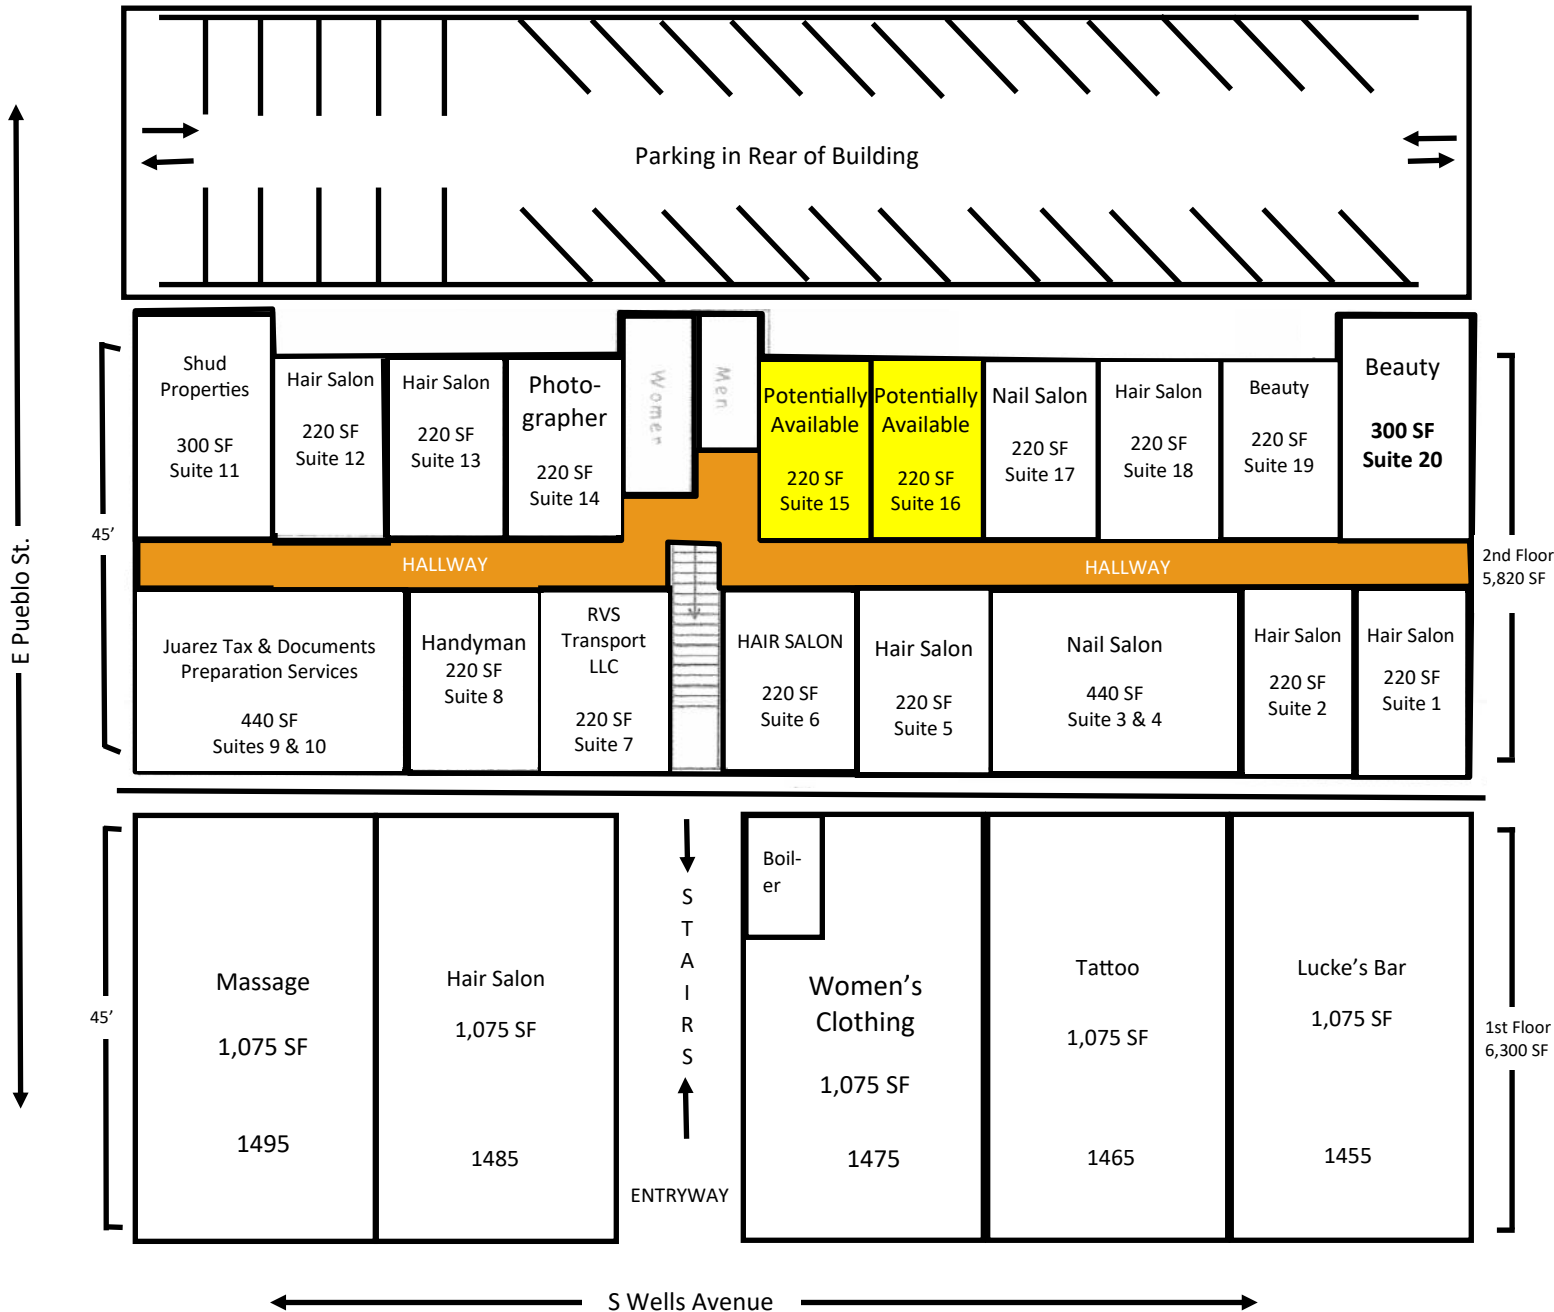 Parking in Rear of Building
E Pueblo St.
45'
Shud
Properties
300 SF
Suite 11
Hair Salon
220 SF
Suite 12
Hair Salon
220 SF
Suite 13
Photo-
grapher
220 SF
Suite 14
Women
Men
Potentially
Available
220 SF
Suite 15
Potentially
Available
220 SF
Suite 16
Nail Salon
220 SF
Suite 17
Hair Salon
220 SF
Suite 18
Beauty
220 SF
Suite 19
Beauty
300 SF
Suite 20
HALLWAY
HALLWAY
2nd Floor
5,820 SF
Juarez Tax & Documents
Preparation Services
440 SF
Suites 9 & 10
Handyman
220 SF
Suite 8
RVS
Transport
LLC
220 SF
Suite 7
HAIR SALON
220 SF
Suite 6
Hair Salon
220 SF
Suite 5
Nail Salon
440 SF
Suite 3 & 4
Hair Salon
220 SF
Suite 2
Hair Salon
220 SF
Suite 1
45'
Massage
1,075 SF
1495
Hair Salon
1,075 SF
1485
STAIRS
ENTRYWAY
Boil-
er
Women's
Clothing
1,075 SF
1475
Tattoo
1,075 SF
1465
Lucke's Bar
1,075 SF
1455
1st Floor
6,300 SF
S Wells Avenue